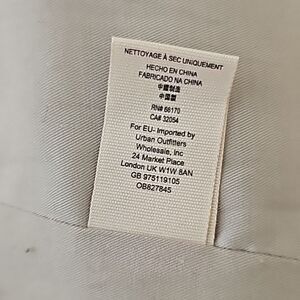 NETTOYAGE À SEC UNIQUEMENT
HECHO EN CHINA
FABRICADO NA CHINA
中國製造
中国製
RN# 66170
CA# 32054
For EU- Imported by
Urban Outfitters
Wholesale, Inc
24 Market Place
London UK W1W 8AN
GB 975119105
OB827845